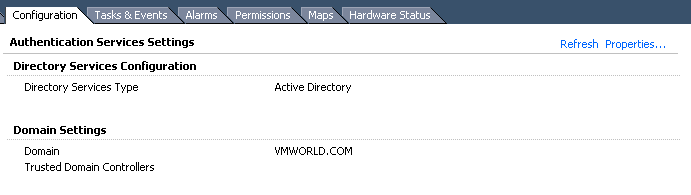 Configuration Tasks & Events Alarms Permissions Maps Hardware Status
Authentication Services Settings Refresh Properties...
Directory Services Configuration
Directory Services Type Active Directory
Domain Settings
Domain VMWORLD.COM
Trusted Domain Controllers